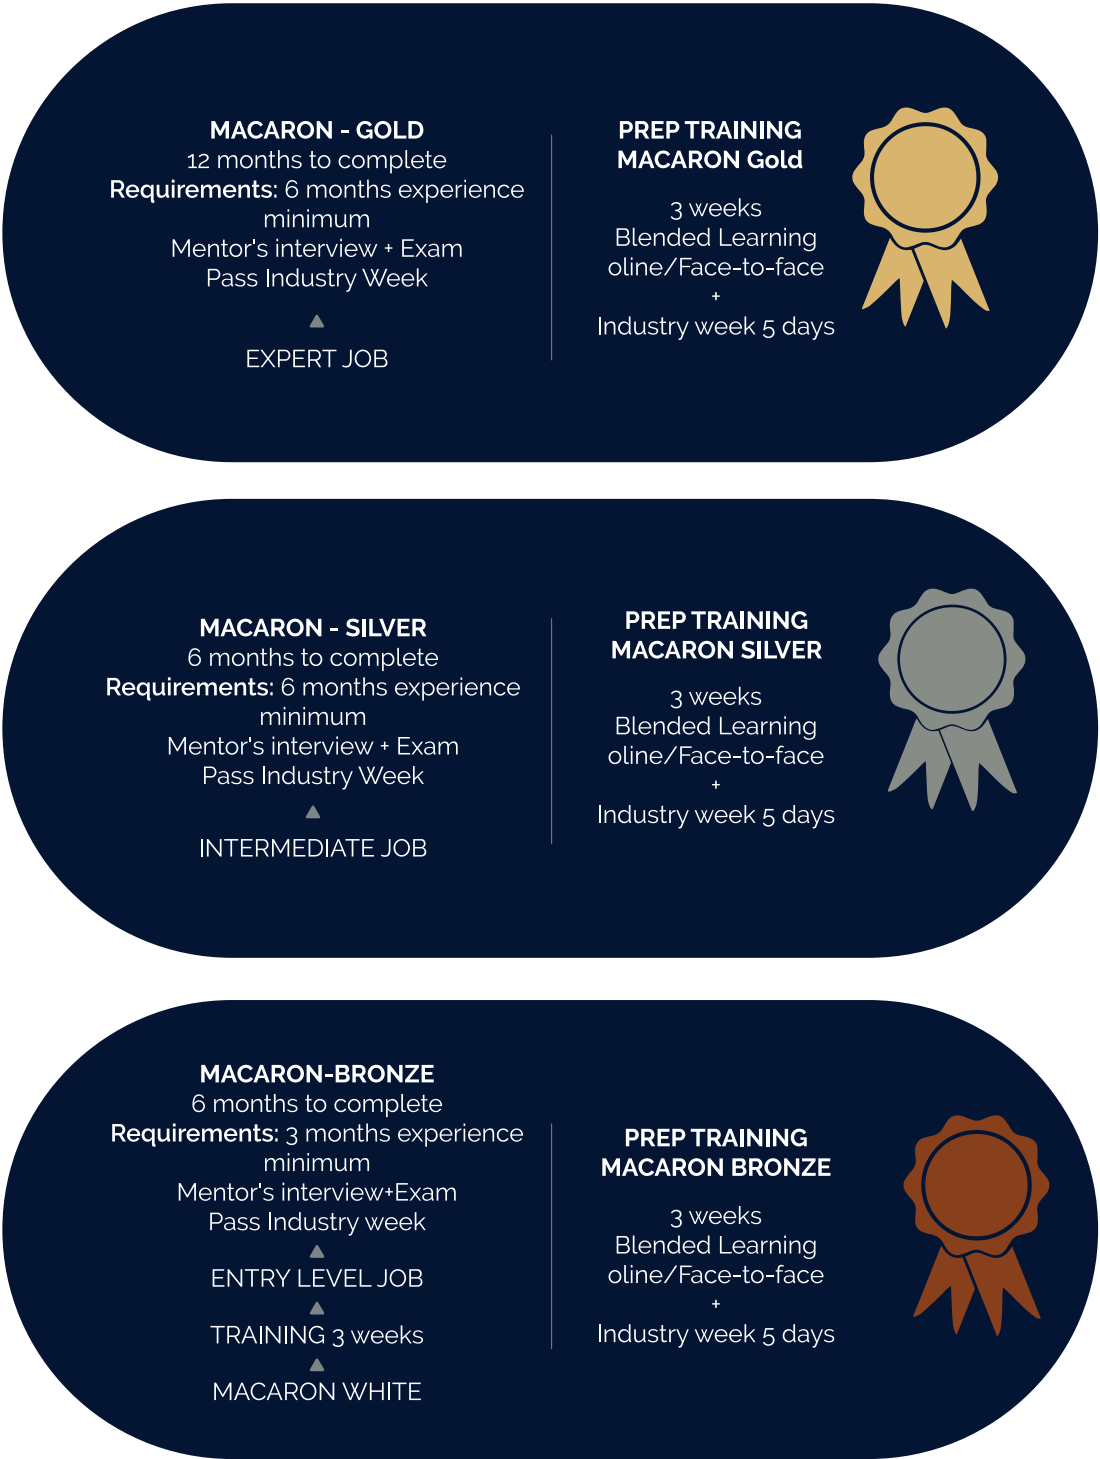 MACARON - GOLD
12 months to complete
Requirements: 6 months experience
minimum
Mentor's interview + Exam
Pass Industry Week
EXPERT JOB
PREP TRAINING
MACARON Gold
3 weeks
Blended Learning
oline/Face-to-face
+
Industry week 5 days
MACARON - SILVER
6 months to complete
Requirements: 6 months experience
minimum
Mentor's interview + Exam
Pass Industry Week
INTERMEDIATE JOB
PREP TRAINING
MACARON SILVER
3 weeks
Blended Learning
oline/Face-to-face
+
Industry week 5 days
MACARON-BRONZE
6 months to complete
Requirements: 3 months experience
minimum
Mentor's interview+Exam
Pass Industry week
ENTRY LEVEL JOB
TRAINING 3 weeks
MACARON WHITE
PREP TRAINING
MACARON BRONZE
3 weeks
Blended Learning
oline/Face-to-face
+
Industry week 5 days